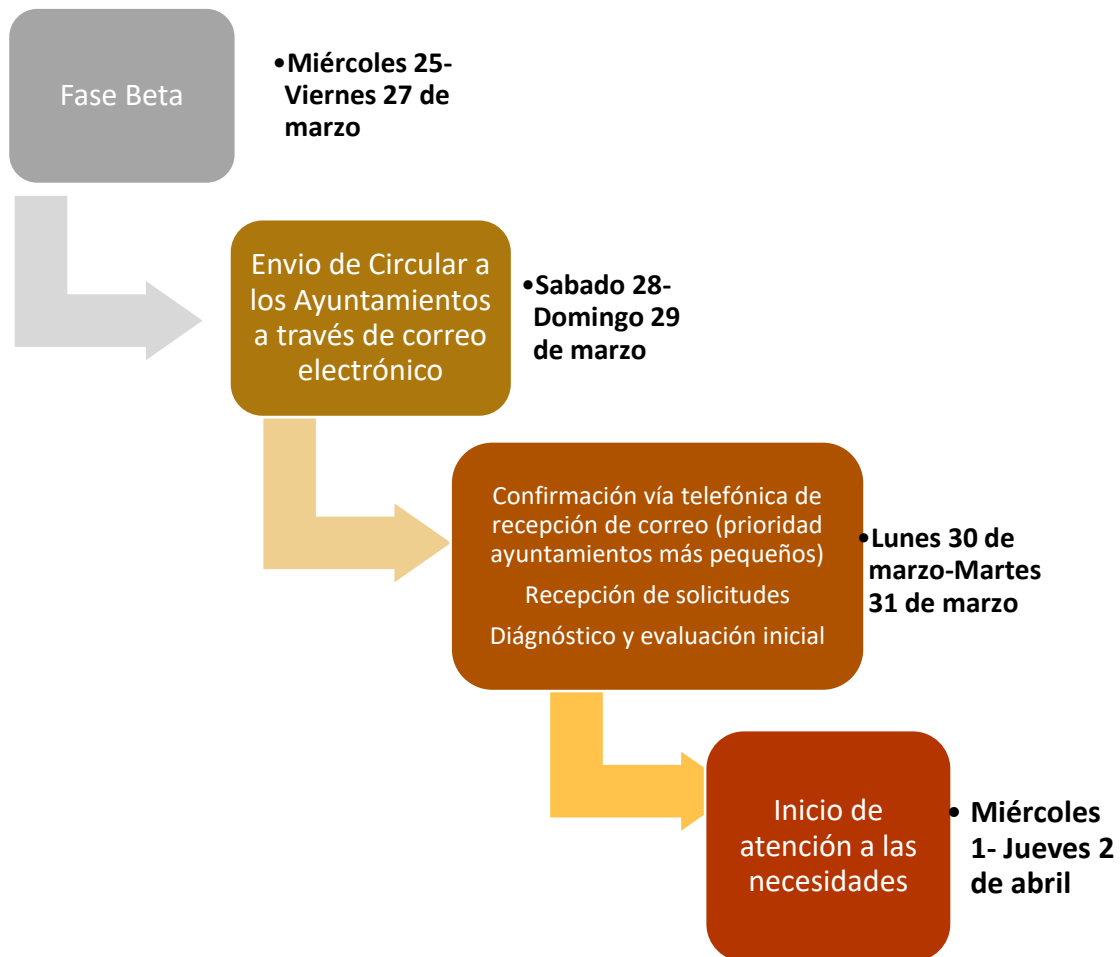 Fase Beta
•Miércoles 25-
Viernes 27 de
marzo
Envio de Circular a
los Ayuntamientos
a través de correo
electrónico
•Sabado 28-
Domingo 29
de marzo
Confirmación vía telefónica de
recepción de correo (prioridad
ayuntamientos más pequeños)
Recepción de solicitudes
Diágnóstico y evaluación inicial
•Lunes 30 de
marzo-Martes
31 de marzo
Inicio de
atención a las
necesidades
• Miércoles
1- Jueves 2
de abril